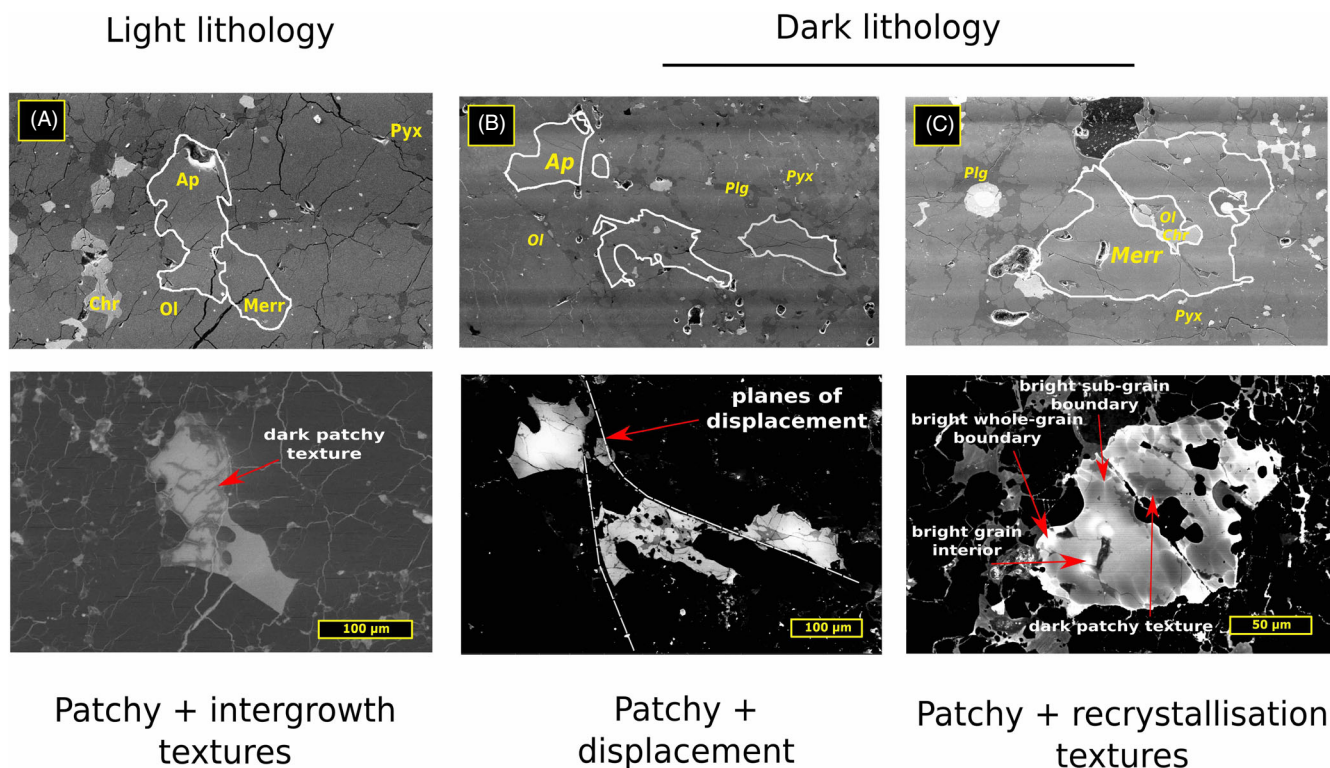 Light lithology
Dark lithology
(A)
Pyx
Ap
Chr
Ol
Merr
(B)
Ap
Plg
Pyx
Ol
(C)
Plg
Ol
Chr
Merr
Pyx
dark patchy
texture
100 µm
planes of
displacement
100 µm
bright sub-grain
boundary
bright whole-grain
boundary
bright grain
interior
dark patchy texture
50 µm
Patchy + intergrowth
textures
Patchy +
displacement
Patchy + recrystallisation
textures